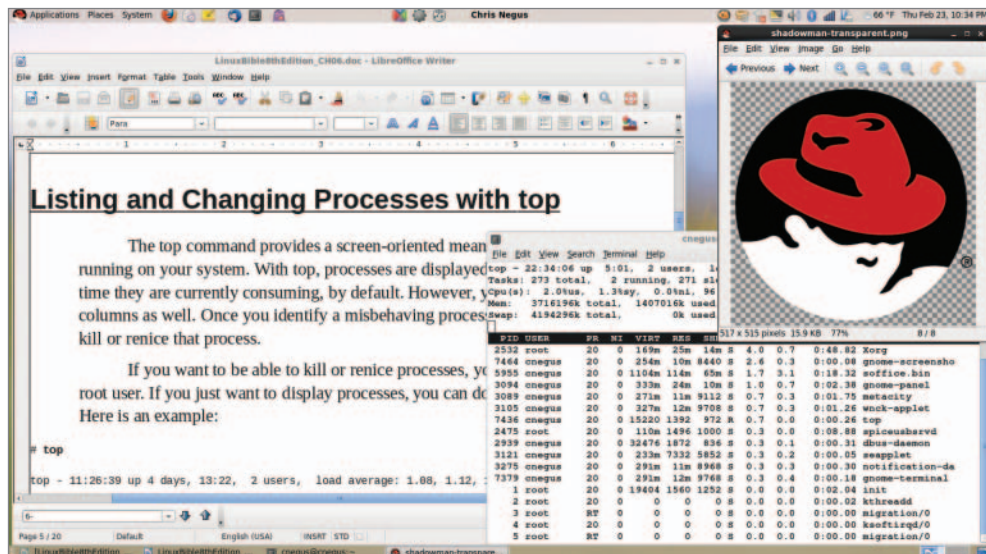 Applications Places System
Chris Negus
66 °F Thu Feb 23, 10:34 PM
LinuxBible8thEdition_CH06.doc - LibreOffice Writer
File Edit View Insert Format Table Tools Window Help
Para
1 2 3 4 5 6
Listing and Changing Processes with top
The top command provides a screen-oriented mean
running on your system. With top, processes are displayed
time they are currently consuming, by default. However, y
columns as well. Once you identify a misbehaving proces
kill or renice that process.
If you want to be able to kill or renice processes, yo
root user. If you just want to display processes, you can do
Here is an example:
# top
top - 11:26:39 up 4 days, 13:22, 2 users, load average: 1.08, 1.12,
6-
Page 5 / 20 Default English (USA) INSRT STD
shadowman-transparent.png
File Edit View Image Go Help
Previous Next
®
517 x 515 pixels 15.9 KB 77% 8 / 8
cnegus
File Edit View Search Terminal Help
top - 22:34:06 up 5:01, 2 users, l
Tasks: 273 total, 2 running, 271 sl
Cpu(s): 2.0%us, 1.3%sy, 0.0%ni, 96
Mem: 3716196k total, 1407016k used
Swap: 4194296k total, 0k used
PID USER PR NI VIRT RES SH
2532 root 20 0 169m 25m 14m S 4.0 0.7 0:48.82 Xorg
7464 cnegus 20 0 254m 10m 8440 S 2.6 0.3 0:00.08 gnome-screensho
5955 cnegus 20 0 1104m 114m 65m S 1.7 3.1 0:18.32 soffice.bin
3094 cnegus 20 0 333m 24m 10m S 1.0 0.7 0:02.38 gnome-panel
3089 cnegus 20 0 271m 11m 9112 S 0.7 0.3 0:01.75 metacity
3105 cnegus 20 0 327m 12m 9708 S 0.7 0.3 0:01.26 wnck-applet
7436 cnegus 20 0 15220 1392 972 R 0.7 0.0 0:00.26 top
2475 root 20 0 110m 1496 1000 S 0.3 0.0 0:08.88 spiceusbsrvd
2939 cnegus 20 0 32476 1872 836 S 0.3 0.1 0:00.31 dbus-daemon
3121 cnegus 20 0 233m 7332 5852 S 0.3 0.2 0:00.05 seapplet
3275 cnegus 20 0 291m 11m 8968 S 0.3 0.3 0:00.30 notification-da
7379 cnegus 20 0 291m 12m 9768 S 0.3 0.4 0:00.18 gnome-terminal
1 root 20 0 19404 1560 1252 S 0.0 0.0 0:02.04 init
2 root 20 0 0 0 0 S 0.0 0.0 0:00.02 kthreadd
3 root RT 0 0 0 0 S 0.0 0.0 0:00.00 migration/0
4 root 20 0 0 0 0 S 0.0 0.0 0:00.00 ksoftirqd/0
5 root RT 0 0 0 0 S 0.0 0.0 0:00.00 migration/0
[LinuxBible8thEdition LinuxBible8thEdition cnegus@cnegus:~ shadowman-transpare